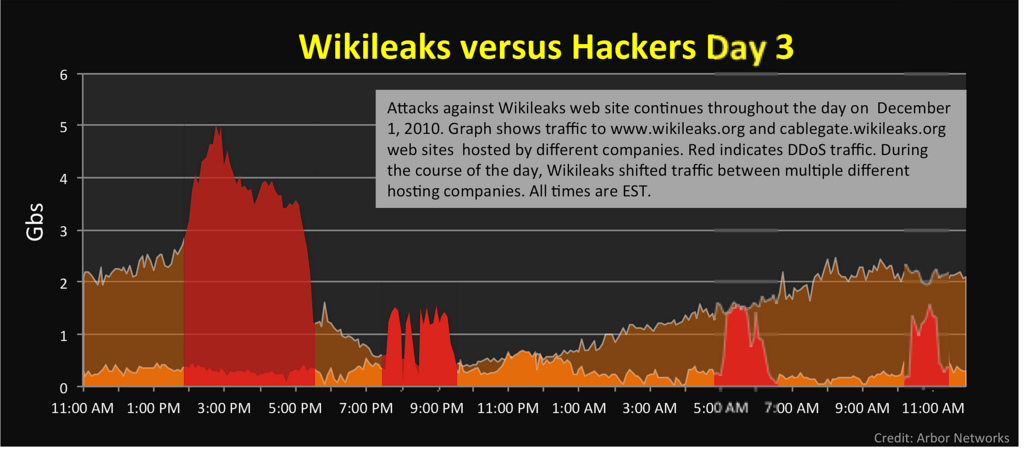 Wikileaks versus Hackers Day 3
6
Attacks against Wikileaks web site continues throughout the day on December
1, 2010. Graph shows traffic to www.wikileaks.org and cablegate.wikileaks.org
web sites hosted by different companies. Red indicates DDoS traffic. During
the course of the day, Wikileaks shifted traffic between multiple different
hosting companies. All times are EST.
5
4
3
2
1
0
Gbs
11:00 AM 1:00 PM 3:00 PM 5:00 PM 7:00 PM 9:00 PM 11:00 PM 1:00 AM 3:00 AM 5:00 AM 7:00 AM 9:00 AM 11:00 AM
Credit: Arbor Networks